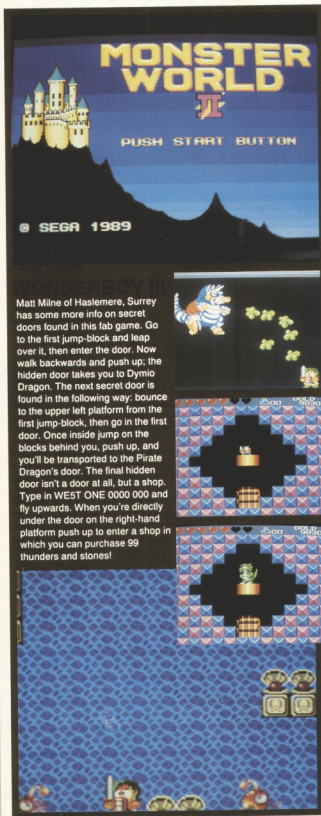 MONSTER
WORLD
II
PUSH START BUTTON
© SEGA 1989
WONDERBOY III
Matt Milne of Haslemere, Surrey
has some more info on secret
doors found in this fab game. Go
to the first jump-block and leap
over it, then enter the door. Now
walk backwards and push up; the
hidden door takes you to Dymio
Dragon. The next secret door is
found in the following way: bounce
to the upper left platform from the
first jump-block, then go in the first
door. Once inside jump on the
blocks behind you, push up, and
you'll be transported to the Pirate
Dragon's door. The final hidden
door isn't a door at all, but a shop.
Type in WE5T ONE 0000 000 and
fly upwards. When you're directly
under the door on the right-hand
platform push up to enter a shop in
which you can purchase 99
thunders and stones!
GOLD
GOLD